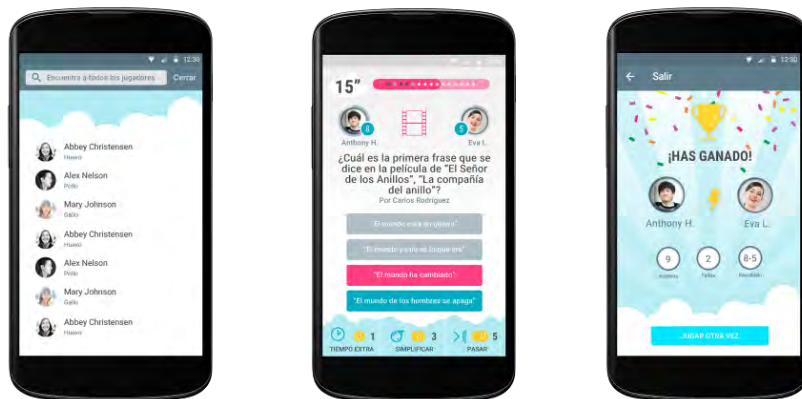 12:30
Encuentra a todos los jugadores
Cerrar
Abbey Christensen
Huevo
Alex Nelson
Pollo
Mary Johnson
Gallo
Abbey Christensen
Huevo
Alex Nelson
Pollo
Mary Johnson
Gallo
Abbey Christensen
Huevo
15"
8
5
Anthony H.
Eva L.
¿Cuál es la primera frase que se
dice en la película de "El Señor
de los Anillos", "La compañía
del anillo"?
Por Carlos Rodríguez
"El mundo ha cambiado"
"El mundo de los hombres se apaga"
1
3
5
TIEMPO EXTRA
SIMPLIFICAR
PASAR
12:30
Salir
¡HAS GANADO!
Anthony H.
Eva L.
9
2
8-5
Fallos
Resultado
JUGAR OTRA VEZ